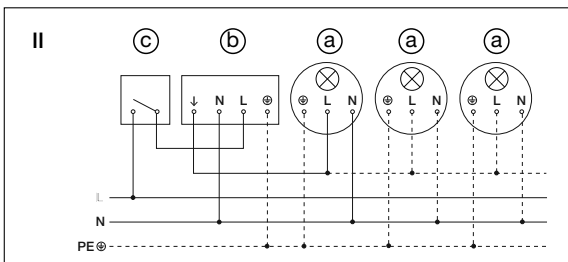 II c b a a a
↓ N L ⏚ ⏚ L N ⏚ L N ⏚ L N
L
N
PE ⏚